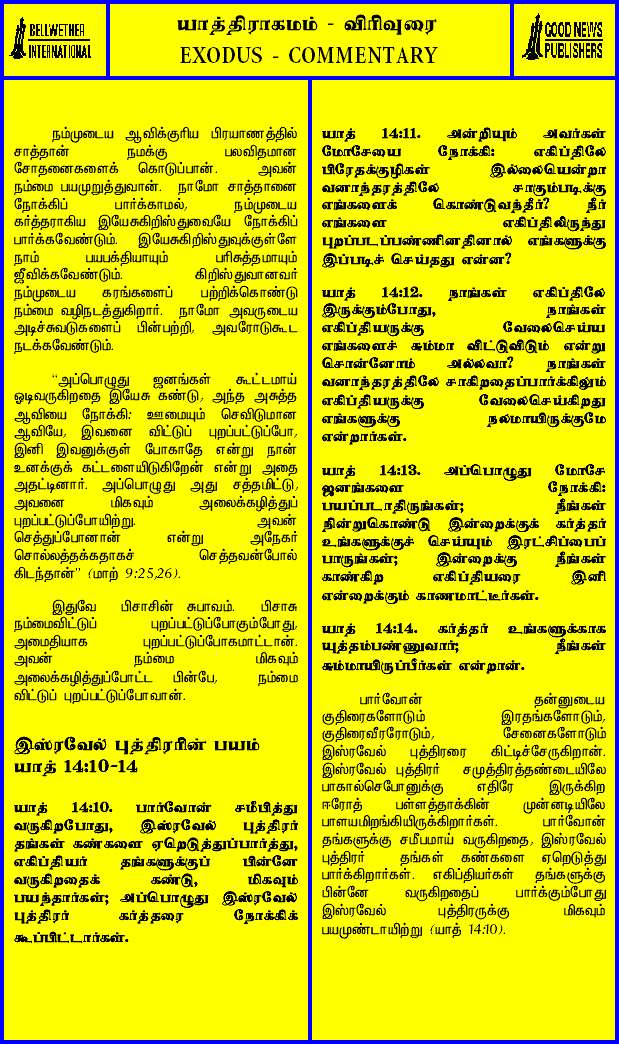 BELLWETHER
INTERNATIONAL
யாத்திராகமம் - விரிவுரை
EXODUS - COMMENTARY
GOOD NEWS
PUBLISHERS
நம்முடைய ஆவிக்குரிய பிரயாணத்தில்
சாத்தான் நமக்கு பலவிதமான
சோதனைகளைக் கொடுப்பான். அவன்
நம்மை பயமுறுத்துவான். நாமோ சாத்தானை
நோக்கிப் பார்க்காமல், நம்முடைய
கர்த்தராகிய இயேசுகிறிஸ்துவையே நோக்கிப்
பார்க்கவேண்டும். இயேசுகிறிஸ்துவுக்குள்ளே
நாம் பயபக்தியாயும் பரிசுத்தமாயும்
ஜீவிக்கவேண்டும். கிறிஸ்துவானவர்
நம்முடைய கரங்களைப் பற்றிக்கொண்டு
நம்மை வழிநடத்துகிறார். நாமோ அவருடைய
அடிச்சுவடுகளைப் பின்பற்றி, அவரோடுகூட
நடக்கவேண்டும்.
“அப்பொழுது ஜனங்கள் கூட்டமாய்
ஓடிவருகிறதை இயேசு கண்டு, அந்த அசுத்த
ஆவியை நோக்கி: ஊமையும் செவிடுமான
ஆவியே, இவனை விட்டுப் புறப்பட்டுப்போ,
இனி இவனுக்குள் போகாதே என்று நான்
உனக்குக் கட்டளையிடுகிறேன் என்று அதை
அதட்டினார். அப்பொழுது அது சத்தமிட்டு,
அவனை மிகவும் அலைக்கழித்துப்
புறப்பட்டுப்போயிற்று. அவன்
செத்துப்போனான் என்று அநேகர்
சொல்லத்தக்கதாகச் செத்தவன்போல்
கிடந்தான்” (மாற் 9:25,26).
இதுவே பிசாசின் சுபாவம். பிசாசு
நம்மைவிட்டுப் புறப்பட்டுப்போகும்போது,
அமைதியாக புறப்பட்டுப்போகமாட்டான்.
அவன் நம்மை மிகவும்
அலைக்கழித்துப்போட்ட பின்பே, நம்மை
விட்டுப் புறப்பட்டுப்போவான்.
இஸ்ரவேல் புத்திரரின் பயம்
யாத் 14:10-14
யாத் 14:10. பார்வோன் சமீபித்து
வருகிறபோது, இஸ்ரவேல் புத்திரர்
தங்கள் கண்களை ஏறெடுத்துப்பார்த்து,
எகிப்தியர் தங்களுக்குப் பின்னே
வருகிறதைக் கண்டு, மிகவும்
பயந்தார்கள்; அப்பொழுது இஸ்ரவேல்
புத்திரர் கர்த்தரை நோக்கிக்
கூப்பிட்டார்கள்.
யாத் 14:11. அன்றியும் அவர்கள்
மோசேயை நோக்கி: எகிப்திலே
பிரேதக்குழிகள் இல்லையென்றா
வனாந்தரத்திலே சாகும்படிக்கு
எங்களைக் கொண்டுவந்தீர்? நீர்
எங்களை எகிப்திலிருந்து
புறப்படப்பண்ணினதினால் எங்களுக்கு
இப்படிச் செய்தது என்ன?
யாத் 14:12. நாங்கள் எகிப்திலே
இருக்கும்போது, நாங்கள்
எகிப்தியருக்கு வேலைசெய்ய
எங்களைச் சும்மா விட்டுவிடும் என்று
சொன்னோம் அல்லவா? நாங்கள்
வனாந்தரத்திலே சாகிறதைப்பார்க்கிலும்
எகிப்தியருக்கு வேலைசெய்கிறது
எங்களுக்கு நலமாயிருக்குமே
என்றார்கள்.
யாத் 14:13. அப்பொழுது மோசே
ஜனங்களை நோக்கி:
பயப்படாதிருங்கள்; நீங்கள்
நின்றுகொண்டு இன்றைக்குக் கர்த்தர்
உங்களுக்குச் செய்யும் இரட்சிப்பைப்
பாருங்கள்; இன்றைக்கு நீங்கள்
காண்கிற எகிப்தியரை இனி
என்றைக்கும் காணமாட்டீர்கள்.
யாத் 14:14. கர்த்தர் உங்களுக்காக
யுத்தம்பண்ணுவார்; நீங்கள்
சும்மாயிருப்பீர்கள் என்றான்.
பார்வோன் தன்னுடைய
குதிரைகளோடும் இரதங்களோடும்,
குதிரைவீரரோடும், சேனைகளோடும்
இஸ்ரவேல் புத்திரரை கிட்டிச்சேருகிறான்.
இஸ்ரவேல் புத்திரர் சமுத்திரத்தண்டையிலே
பாகால்செபோனுக்கு எதிரே இருக்கிற
ஈரோத் பள்ளத்தாக்கின் முன்னடியிலே
பாளயமிறங்கியிருக்கிறார்கள். பார்வோன்
தங்களுக்கு சமீபமாய் வருகிறதை, இஸ்ரவேல்
புத்திரர் தங்கள் கண்களை ஏறெடுத்து
பார்க்கிறார்கள். எகிப்தியர்கள் தங்களுக்கு
பின்னே வருகிறதைப் பார்க்கும்போது
இஸ்ரவேல் புத்திரருக்கு மிகவும்
பயமுண்டாயிற்று (யாத் 14:10).